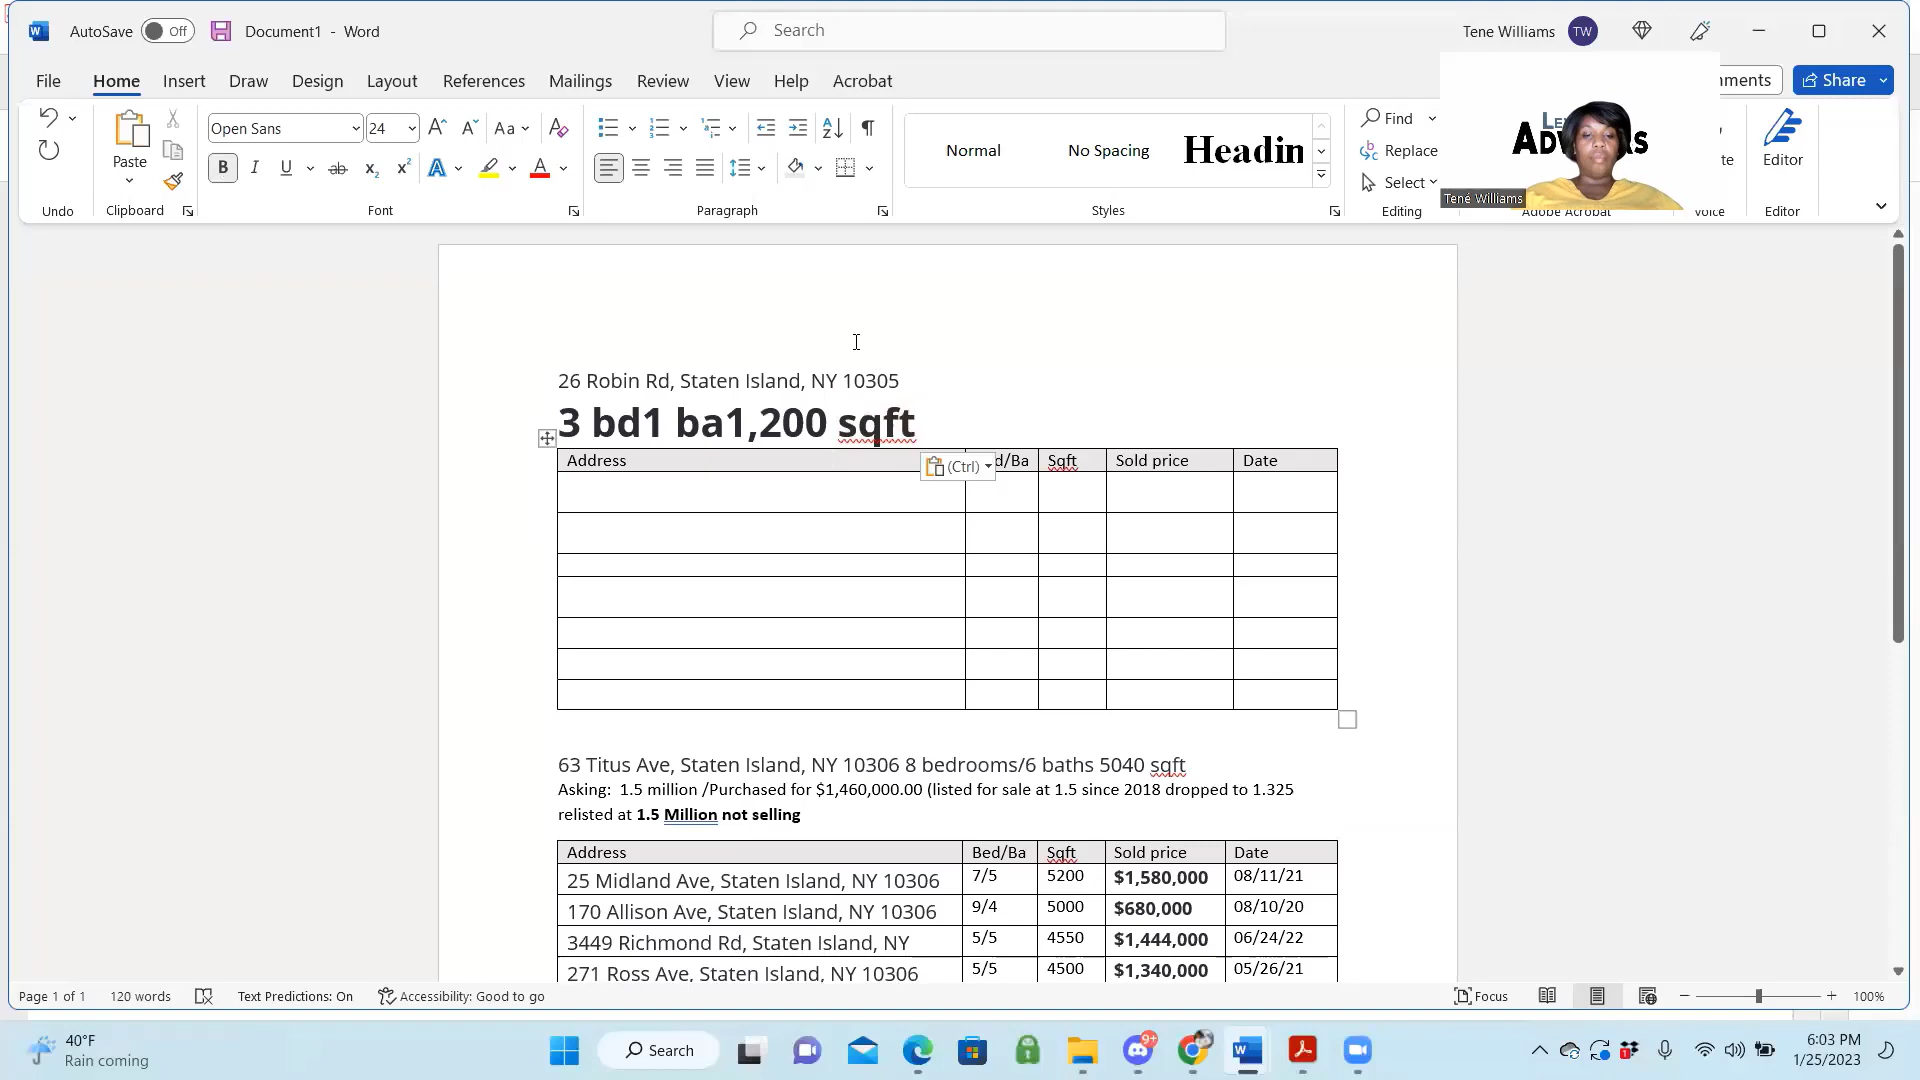 AutoSave Off Document1 - Word Search Tene Williams TW
File Home Insert Draw Design Layout References Mailings Review View Help Acrobat Share
Open Sans 24 Aa
Paste Find
Normal No Spacing Headin Replace Editor
B I U ab x2 x2 A A Select Tené Williams
Undo Clipboard Font Paragraph Styles Editing Adobe Acrobat Voice Editor
26 Robin Rd, Staten Island, NY 10305
3 bd1 ba1,200 sqft
(Ctrl)
Address d/Ba Sqft Sold price Date
63 Titus Ave, Staten Island, NY 10306 8 bedrooms/6 baths 5040 sqft
Asking: 1.5 million /Purchased for $1,460,000.00 (listed for sale at 1.5 since 2018 dropped to 1.325
relisted at 1.5 Million not selling
Address Bed/Ba Sqft Sold price Date
25 Midland Ave, Staten Island, NY 10306 7/5 5200 $1,580,000 08/11/21
170 Allison Ave, Staten Island, NY 10306 9/4 5000 $680,000 08/10/20
3449 Richmond Rd, Staten Island, NY 5/5 4550 $1,444,000 06/24/22
271 Ross Ave, Staten Island, NY 10306 5/5 4500 $1,340,000 05/26/21
Page 1 of 1 120 words Text Predictions: On Accessibility: Good to go Focus 100%
40°F
Rain coming
Search 9+ 6:03 PM
1/25/2023